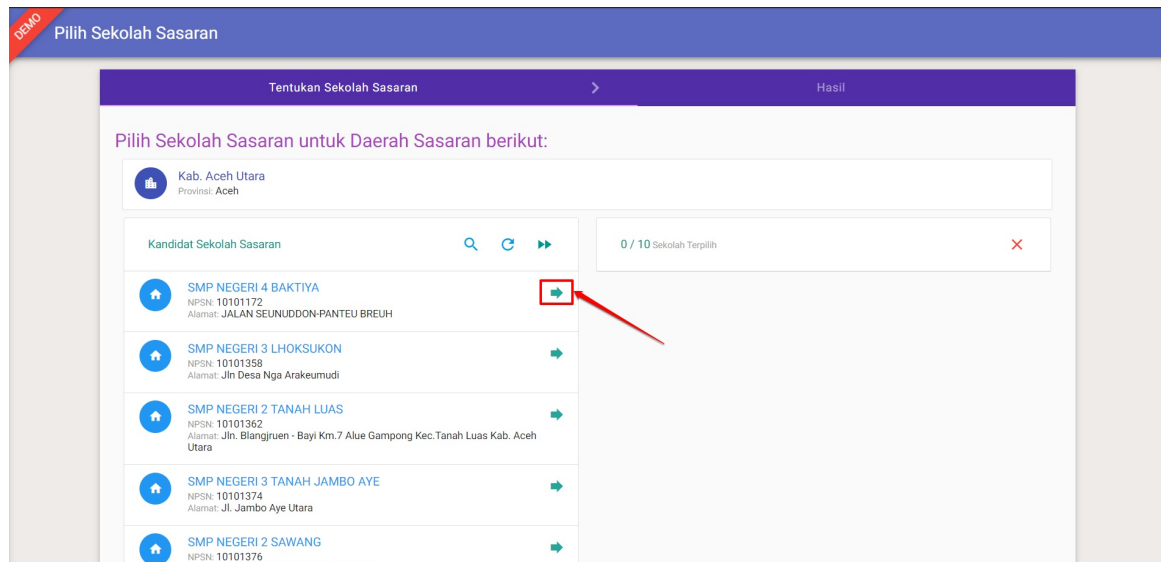 DEMO
Pilih Sekolah Sasaran
Tentukan Sekolah Sasaran
Hasil
Pilih Sekolah Sasaran untuk Daerah Sasaran berikut:
Kab. Aceh Utara
Provinsi: Aceh
Kandidat Sekolah Sasaran
0 / 10 Sekolah Terpilih
SMP NEGERI 4 BAKTIYA
NPSN: 10101172
Alamat: JALAN SEUNUDDON-PANTEU BREUH
SMP NEGERI 3 LHOKSUKON
NPSN: 10101358
Alamat: Jln Desa Nga Arakeumudi
SMP NEGERI 2 TANAH LUAS
NPSN: 10101362
Alamat: Jln. Blangjruen - Bayi Km.7 Alue Gampong Kec.Tanah Luas Kab. Aceh
Utara
SMP NEGERI 3 TANAH JAMBO AYE
NPSN: 10101374
Alamat: Jl. Jambo Aye Utara
SMP NEGERI 2 SAWANG
NPSN: 10101376